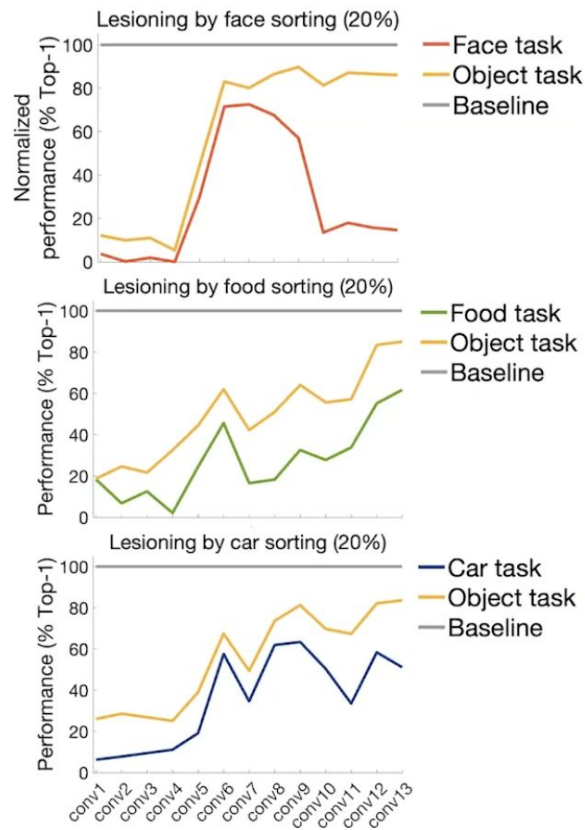 Lesioning by face sorting (20%)
Normalized
performance (% Top-1)
100
80
60
40
20
0
Face task
Object task
Baseline
Lesioning by food sorting (20%)
Performance (% Top-1)
100
80
60
40
20
0
Food task
Object task
Baseline
Lesioning by car sorting (20%)
Performance (% Top-1)
100
80
60
40
20
0
Car task
Object task
Baseline
conv1
conv2
conv3
conv4
conv5
conv6
conv7
conv8
conv9
conv10
conv11
conv12
conv13